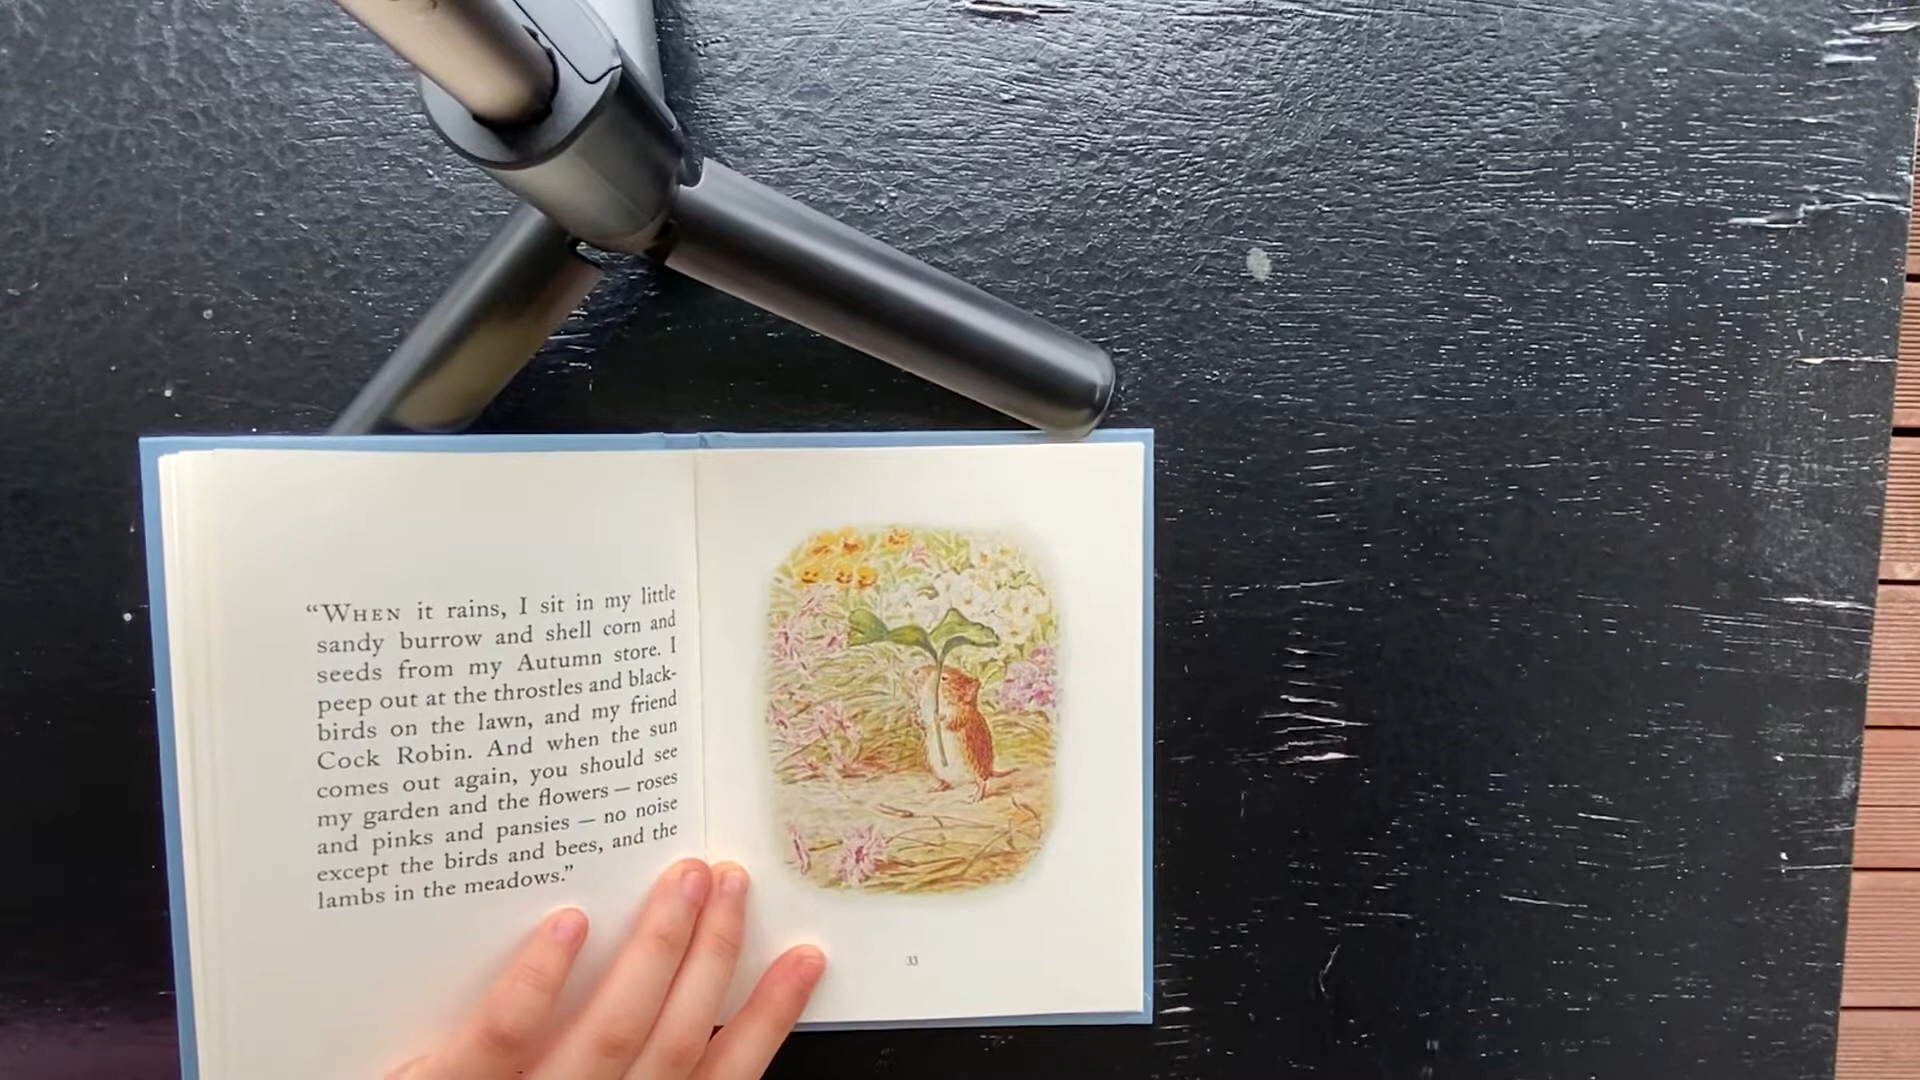 “WHEN it rains, I sit in my little
sandy burrow and shell corn and
seeds from my Autumn store. I
peep out at the throstles and black-
birds on the lawn, and my friend
Cock Robin. And when the sun
comes out again, you should see
my garden and the flowers — roses
and pinks and pansies — no noise
except the birds and bees, and the
lambs in the meadows.”
33